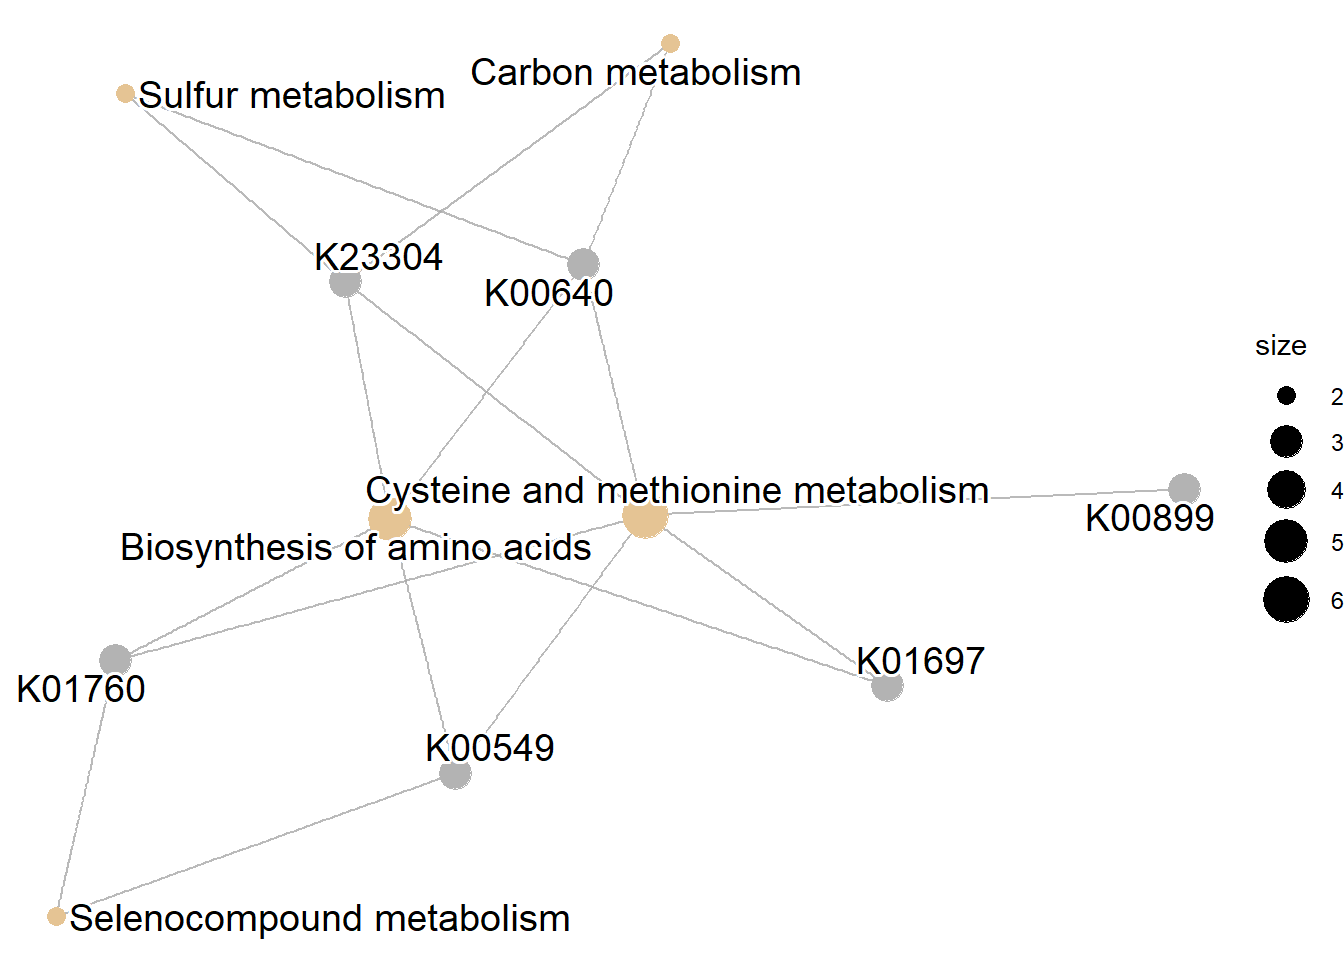 Carbon metabolism
Sulfur metabolism
K23304
K00640
size
2
3
4
5
6
Cysteine and methionine metabolism
K00899
Biosynthesis of amino acids
K01697
K01760
K00549
Selenocompound metabolism